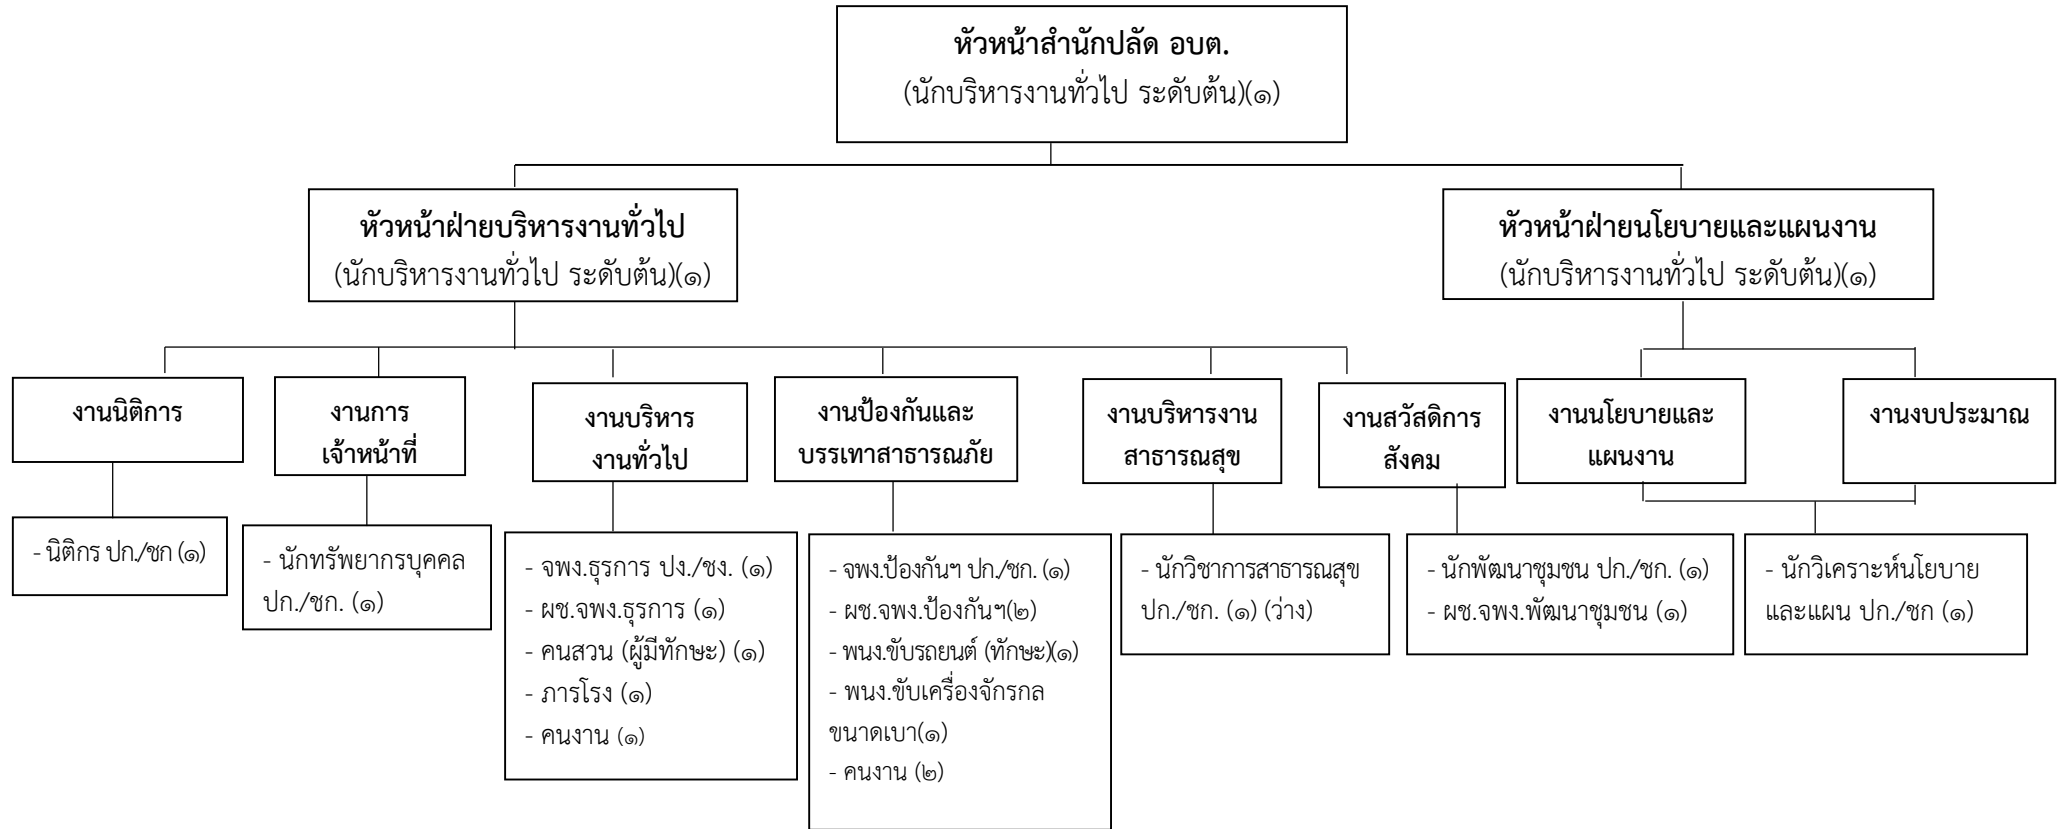 หัวหน้าสำนักปลัด อบต.
(นักบริหารงานทั่วไป ระดับต้น)(๑)
หัวหน้าฝ่ายบริหารงานทั่วไป
(นักบริหารงานทั่วไป ระดับต้น)(๑)
หัวหน้าฝ่ายนโยบายและแผนงาน
(นักบริหารงานทั่วไป ระดับต้น)(๑)
งานนิติการ
งานการ
เจ้าหน้าที่
งานบริหาร
งานทั่วไป
งานป้องกันและ
บรรเทาสาธารณภัย
งานบริหารงาน
สาธารณสุข
งานสวัสดิการ
สังคม
งานนโยบายและ
แผนงาน
งานงบประมาณ
- นิติกร ปก./ชก (๑)
- นักทรัพยากรบุคคล
ปก./ชก. (๑)
- จพง.ธุรการ ปง./ชง. (๑)
- ผช.จพง.ธุรการ (๑)
- คนสวน (ผู้มีทักษะ) (๑)
- ภารโรง (๑)
- คนงาน (๑)
- จพง.ป้องกันฯ ปก./ชก. (๑)
- ผช.จพง.ป้องกันฯ(๒)
- พนง.ขับรถยนต์ (ทักษะ)(๑)
- พนง.ขับเครื่องจักรกล
ขนาดเบา(๑)
- คนงาน (๒)
- นักวิชาการสาธารณสุข
ปก./ชก. (๑) (ว่าง)
- นักพัฒนาชุมชน ปก./ชก. (๑)
- ผช.จพง.พัฒนาชุมชน (๑)
- นักวิเคราะห์นโยบาย
และแผน ปก./ชก (๑)